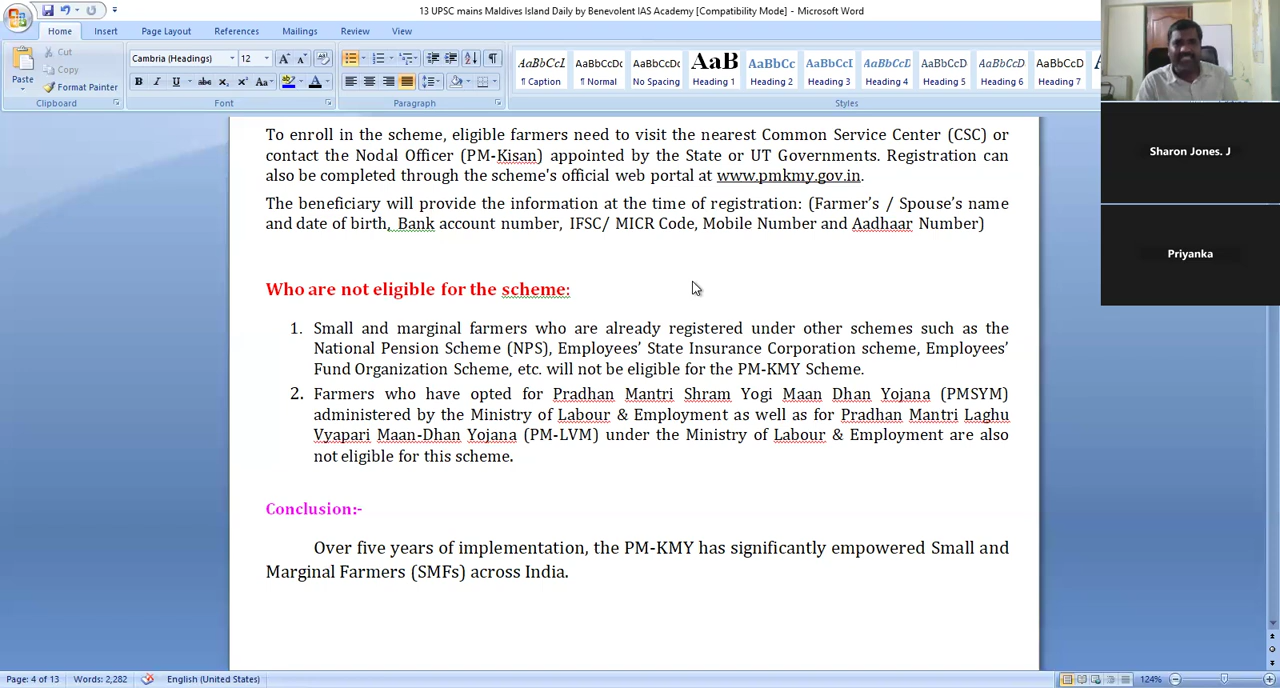 13 UPSC mains Maldives Island Daily by Benevolent IAS Academy [Compatibility Mode] - Microsoft Word
Home Insert Page Layout References Mailings Review View
Cut
Copy
Format Painter
Paste
Clipboard
Cambria (Headings) 12
Font
Paragraph
AaBbCcL AaBbCcDc AaBbCcDc AaB AaBbCc AaBbCcI AaBbCcD AaBbCcD AaBbCcD AaBbCcD
¶ Caption ¶ Normal No Spacing Heading 1 Heading 2 Heading 3 Heading 4 Heading 5 Heading 6 Heading 7
Styles
Sharon Jones. J
Priyanka
To enroll in the scheme, eligible farmers need to visit the nearest Common Service Center (CSC) or
contact the Nodal Officer (PM-Kisan) appointed by the State or UT Governments. Registration can
also be completed through the scheme's official web portal at www.pmkmy.gov.in.
The beneficiary will provide the information at the time of registration: (Farmer's / Spouse's name
and date of birth, Bank account number, IFSC/ MICR Code, Mobile Number and Aadhaar Number)
Who are not eligible for the scheme:
1. Small and marginal farmers who are already registered under other schemes such as the
National Pension Scheme (NPS), Employees' State Insurance Corporation scheme, Employees'
Fund Organization Scheme, etc. will not be eligible for the PM-KMY Scheme.
2. Farmers who have opted for Pradhan Mantri Shram Yogi Maan Dhan Yojana (PMSYM)
administered by the Ministry of Labour & Employment as well as for Pradhan Mantri Laghu
Vyapari Maan-Dhan Yojana (PM-LVM) under the Ministry of Labour & Employment are also
not eligible for this scheme.
Conclusion:-
Over five years of implementation, the PM-KMY has significantly empowered Small and
Marginal Farmers (SMFs) across India.
Page: 4 of 13 Words: 2,282 English (United States) 124%